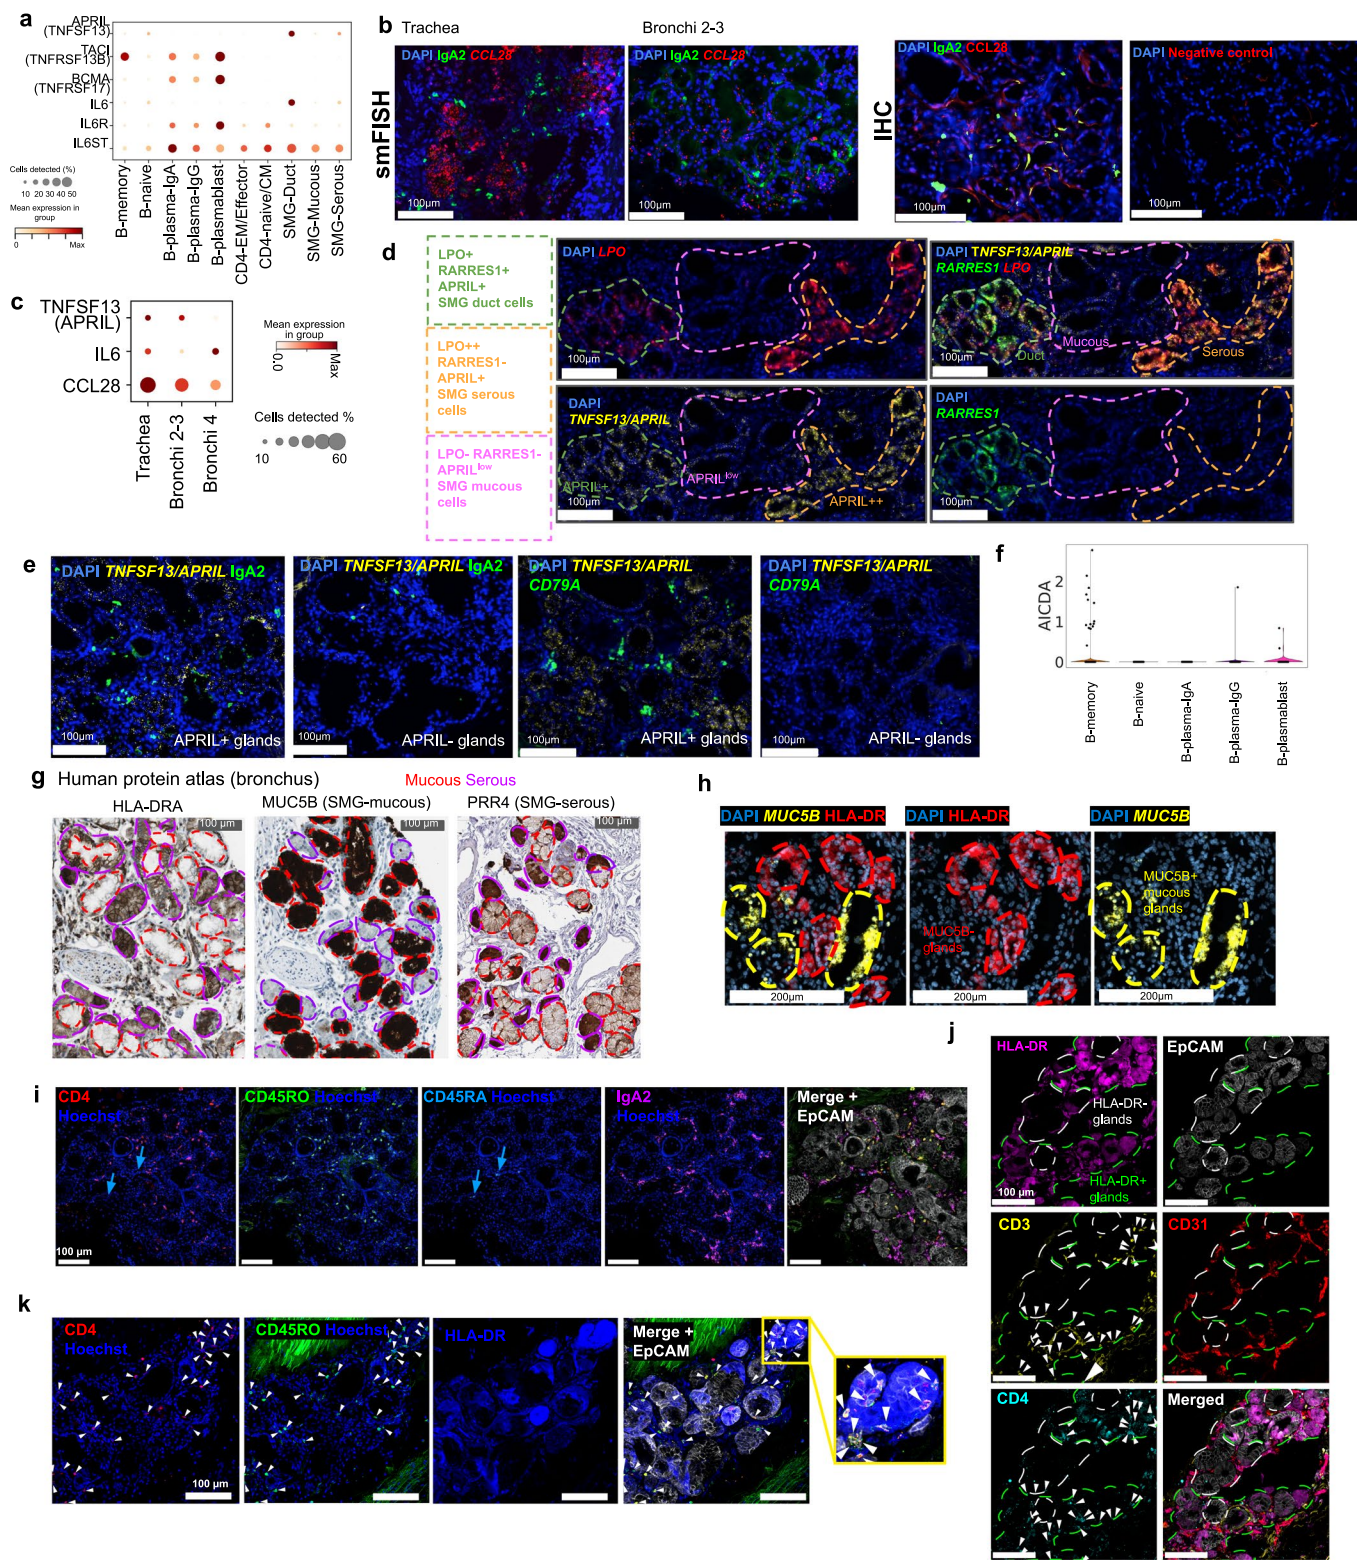 a
APRIL
(TNFSF13)
TACI
(TNFRSF13B)
BCMA
(TNFRSF17)
IL6
IL6R
IL6ST
Cells detected (%)
10 20 30 40 50
Mean expression in
group
0 Max
B-memory
B-naive
B-plasma-IgA
B-plasma-IgG
B-plasmablast
CD4-EM/Effector
CD4-naive/CM
SMG-Duct
SMG-Mucous
SMG-Serous
b
Trachea
Bronchi 2-3
smFISH
DAPI IgA2 CCL28
100µm
DAPI IgA2 CCL28
100µm
IHC
DAPI IgA2 CCL28
100µm
DAPI Negative control
100µm
c
TNFSF13
(APRIL)
IL6
CCL28
Trachea
Bronchi 2-3
Bronchi 4
Mean expression
in group
0.0 Max
Cells detected %
10 60
d
LPO+
RARRES1+
APRIL+
SMG duct cells
LPO++
RARRES1-
APRIL+
SMG serous
cells
LPO- RARRES1-
APRILlow
SMG mucous
cells
DAPI LPO
100µm
DAPI TNFSF13/APRIL
RARRES1 LPO
Duct
Mucous
Serous
100µm
DAPI
TNFSF13/APRIL
APRIL+
APRILlow
APRIL++
100µm
DAPI
RARRES1
100µm
e
DAPI TNFSF13/APRIL IgA2
100µm
APRIL+ glands
DAPI TNFSF13/APRIL IgA2
100µm
APRIL- glands
DAPI TNFSF13/APRIL
CD79A
100µm
APRIL+ glands
DAPI TNFSF13/APRIL
CD79A
100µm
APRIL- glands
f
AICDA
2
1
0
B-memory
B-naive
B-plasma-IgA
B-plasma-IgG
B-plasmablast
g
Human protein atlas (bronchus)
Mucous Serous
HLA-DRA
100 µm
MUC5B (SMG-mucous)
100 µm
PRR4 (SMG-serous)
100 µm
h
DAPI MUC5B HLA-DR
200µm
DAPI HLA-DR
MUC5B-
glands
200µm
DAPI MUC5B
MUC5B+
mucous
glands
200µm
i
CD4
Hoechst
100 µm
CD45RO Hoechst
CD45RA Hoechst
IgA2
Hoechst
Merge +
EpCAM
j
HLA-DR
HLA-DR-
glands
HLA-DR+
glands
100 µm
EpCAM
CD3
CD31
CD4
Merged
k
CD4
Hoechst
100 µm
CD45RO Hoechst
HLA-DR
Merge +
EpCAM